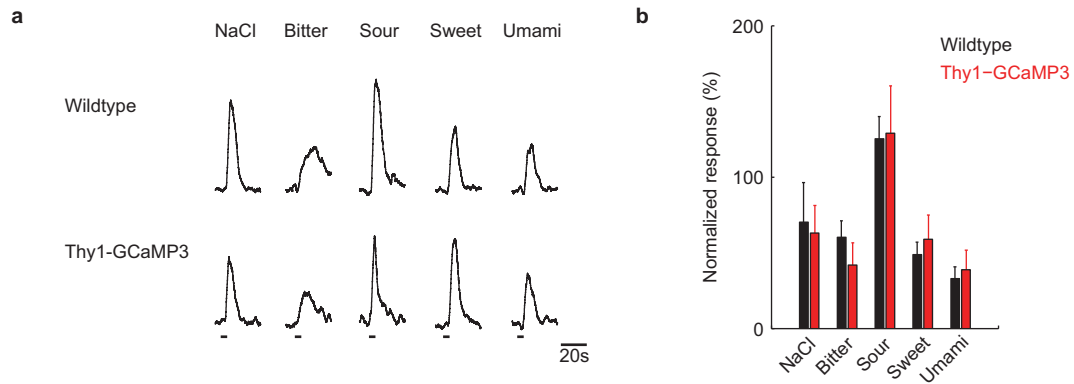 a
NaCl Bitter Sour Sweet Umami
Wildtype
Thy1-GCaMP3
20s
b
Normalized response (%)
200
100
0
Wildtype
Thy1−GCaMP3
NaCl
Bitter
Sour
Sweet
Umami